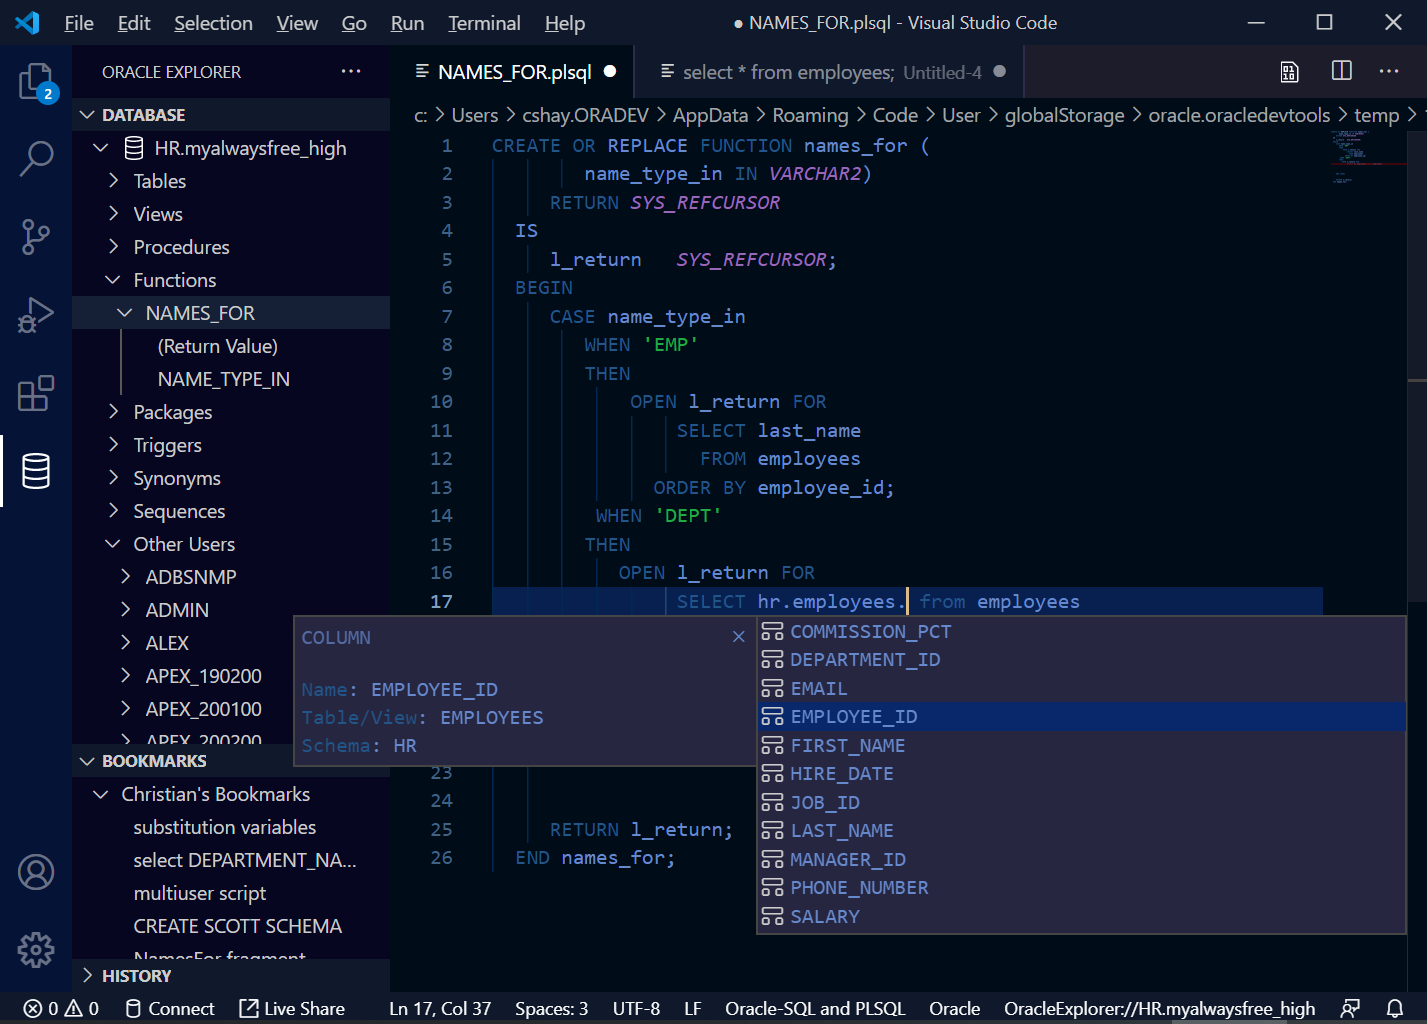 File Edit Selection View Go Run Terminal Help
● NAMES_FOR.plsql - Visual Studio Code
2
ORACLE EXPLORER
DATABASE
HR.myalwaysfree_high
Tables
Views
Procedures
Functions
NAMES_FOR
(Return Value)
NAME_TYPE_IN
Packages
Triggers
Synonyms
Sequences
Other Users
ADBSNMP
ADMIN
ALEX
APEX_190200
APEX_200100
APEX_200200
BOOKMARKS
Christian's Bookmarks
substitution variables
select DEPARTMENT_NA...
multiuser script
CREATE SCOTT SCHEMA
NamesFor fragment
HISTORY
NAMES_FOR.plsql
select * from employees; Untitled-4
c: > Users > cshay.ORADEV > AppData > Roaming > Code > User > globalStorage > oracle.oracledevtools > temp >
1 CREATE OR REPLACE FUNCTION names_for (
2 name_type_in IN VARCHAR2)
3 RETURN SYS_REFCURSOR
4 IS
5 l_return SYS_REFCURSOR;
6 BEGIN
7 CASE name_type_in
8 WHEN 'EMP'
9 THEN
10 OPEN l_return FOR
11 SELECT last_name
12 FROM employees
13 ORDER BY employee_id;
14 WHEN 'DEPT'
15 THEN
16 OPEN l_return FOR
17 SELECT hr.employees. from employees
COLUMN
Name: EMPLOYEE_ID
Table/View: EMPLOYEES
Schema: HR
COMMISSION_PCT
DEPARTMENT_ID
EMAIL
EMPLOYEE_ID
FIRST_NAME
HIRE_DATE
JOB_ID
LAST_NAME
MANAGER_ID
PHONE_NUMBER
SALARY
23
24
25 RETURN l_return;
26 END names_for;
0 0 Connect Live Share Ln 17, Col 37 Spaces: 3 UTF-8 LF Oracle-SQL and PLSQL Oracle OracleExplorer://HR.myalwaysfree_high